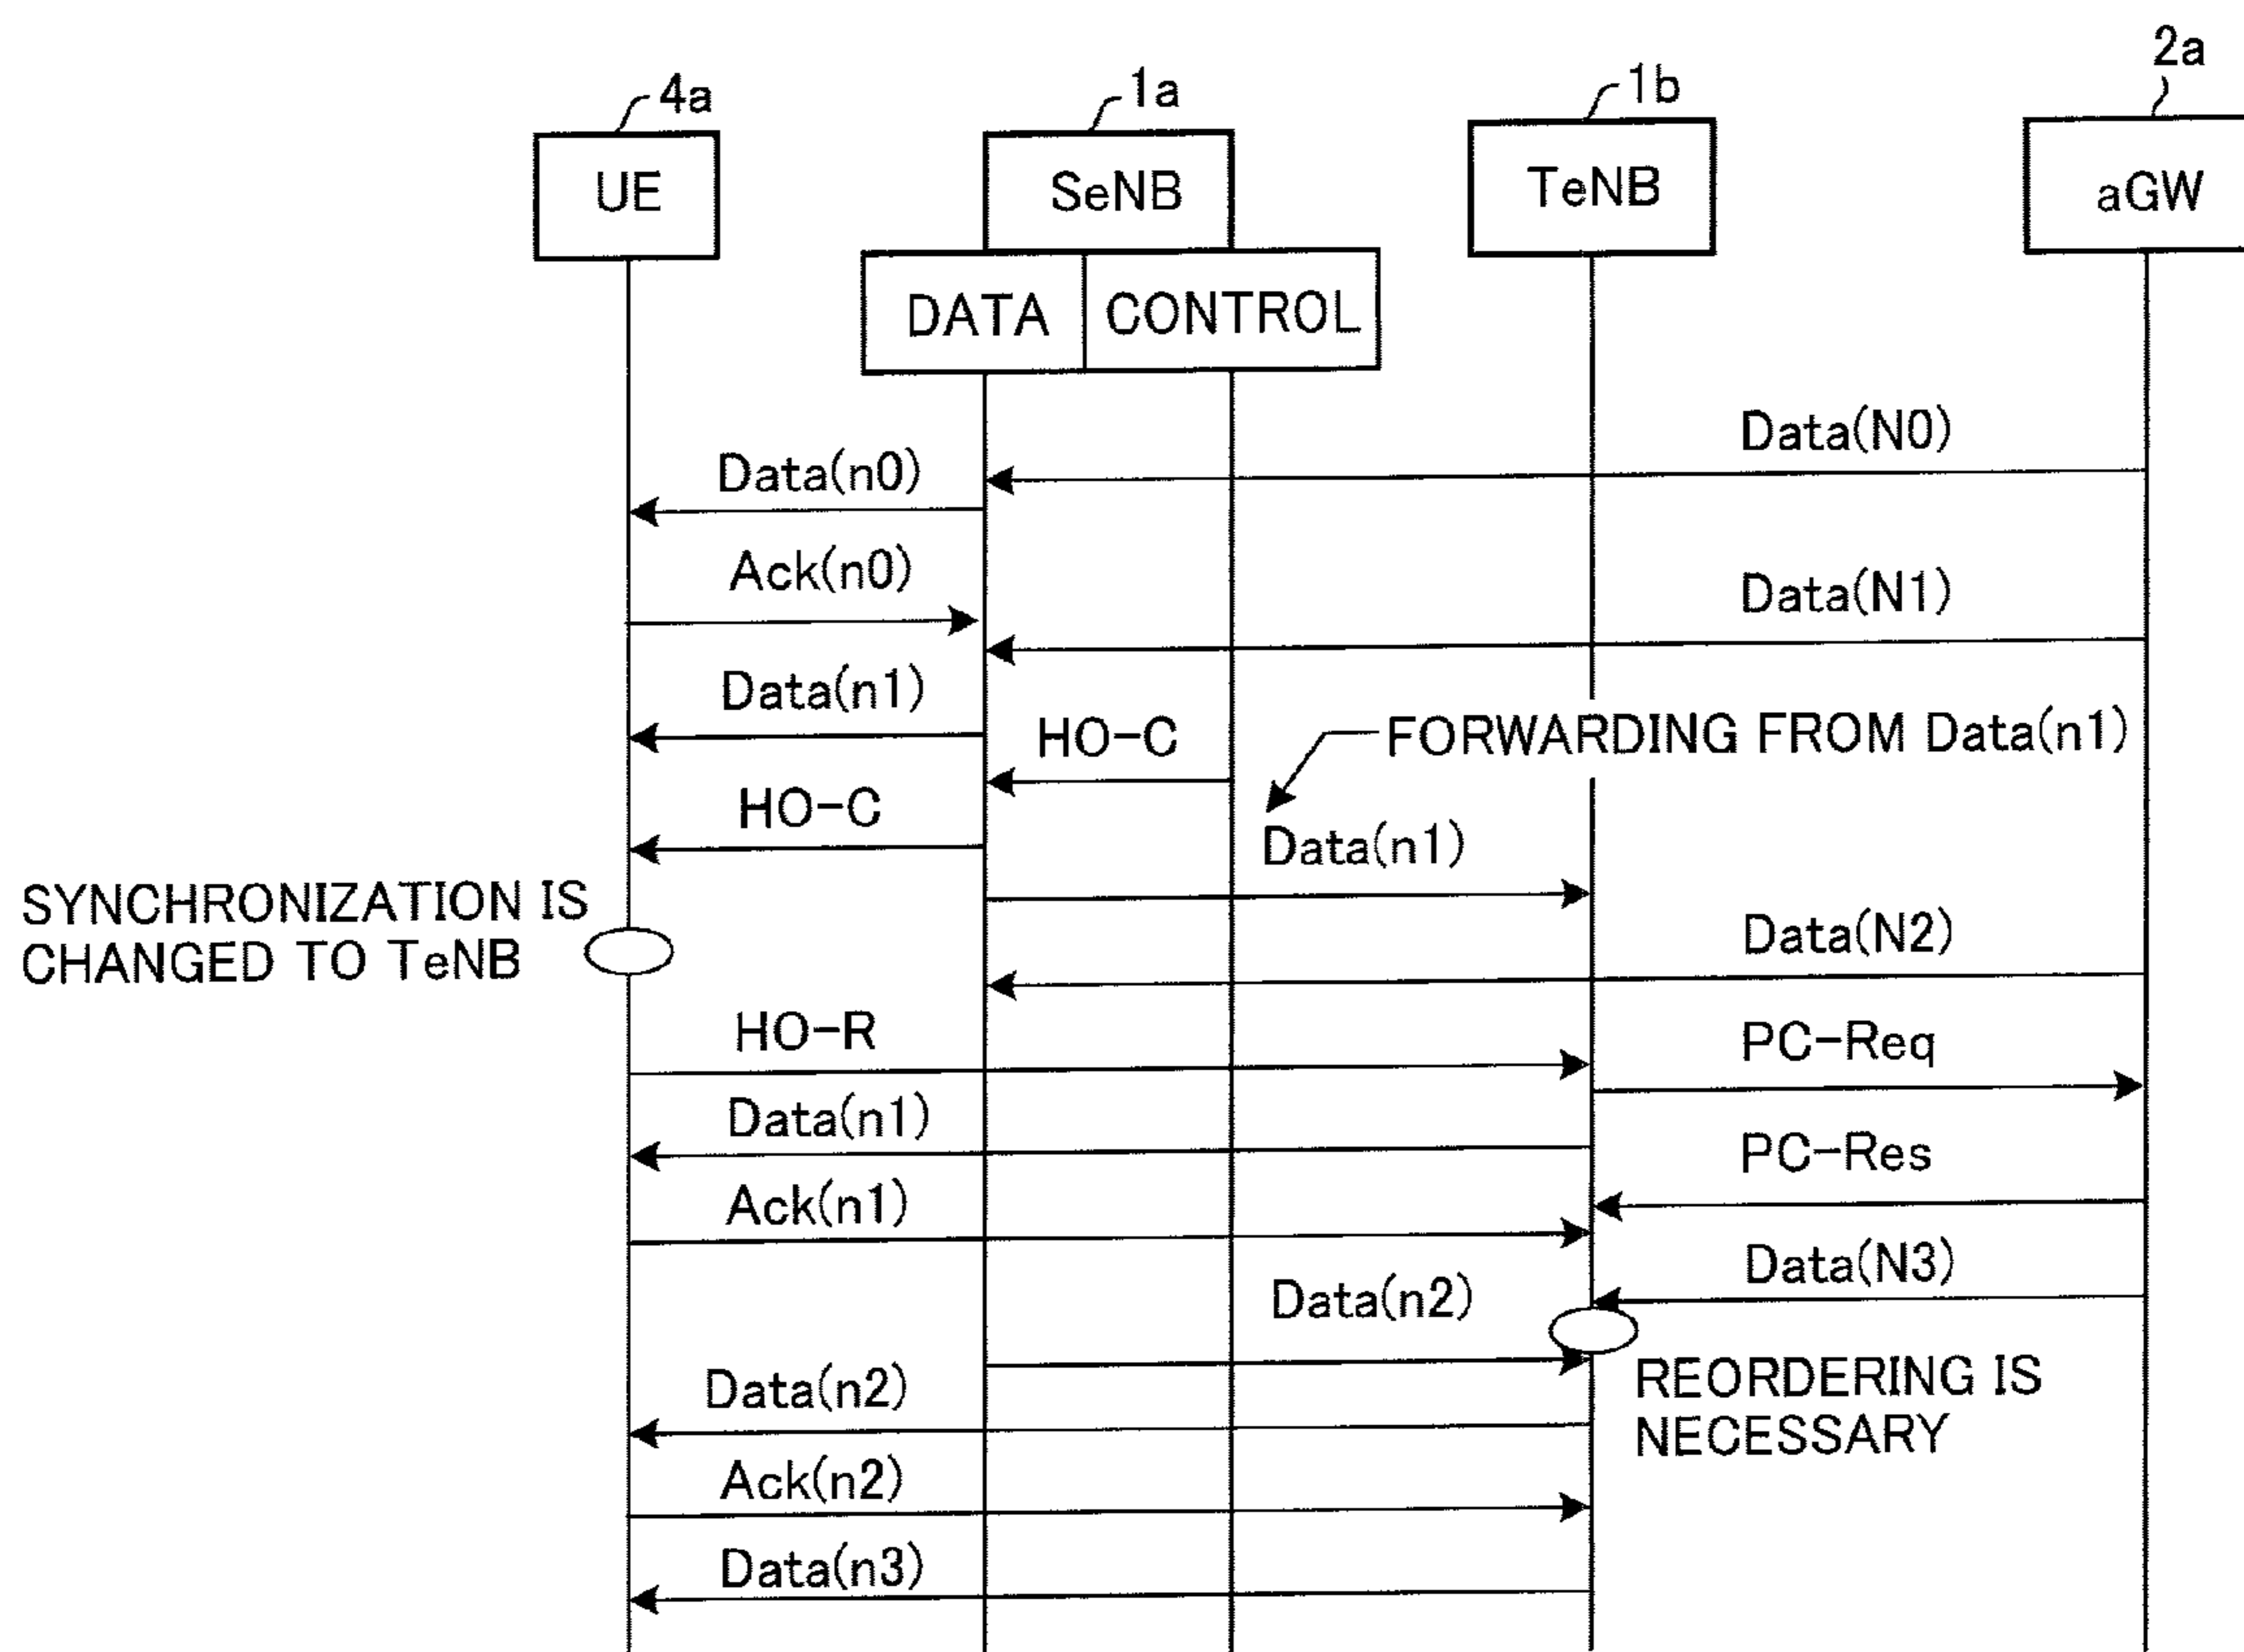 4a
1a
1b
2a
UE
SeNB
TeNB
aGW
DATA
CONTROL
Data(N0)
Data(n0)
Ack(n0)
Data(N1)
Data(n1)
HO-C
FORWARDING FROM Data(n1)
HO-C
Data(n1)
SYNCHRONIZATION IS
CHANGED TO TeNB
Data(N2)
HO-R
PC-Req
Data(n1)
PC-Res
Ack(n1)
Data(N3)
Data(n2)
REORDERING IS
NECESSARY
Data(n2)
Ack(n2)
Data(n3)